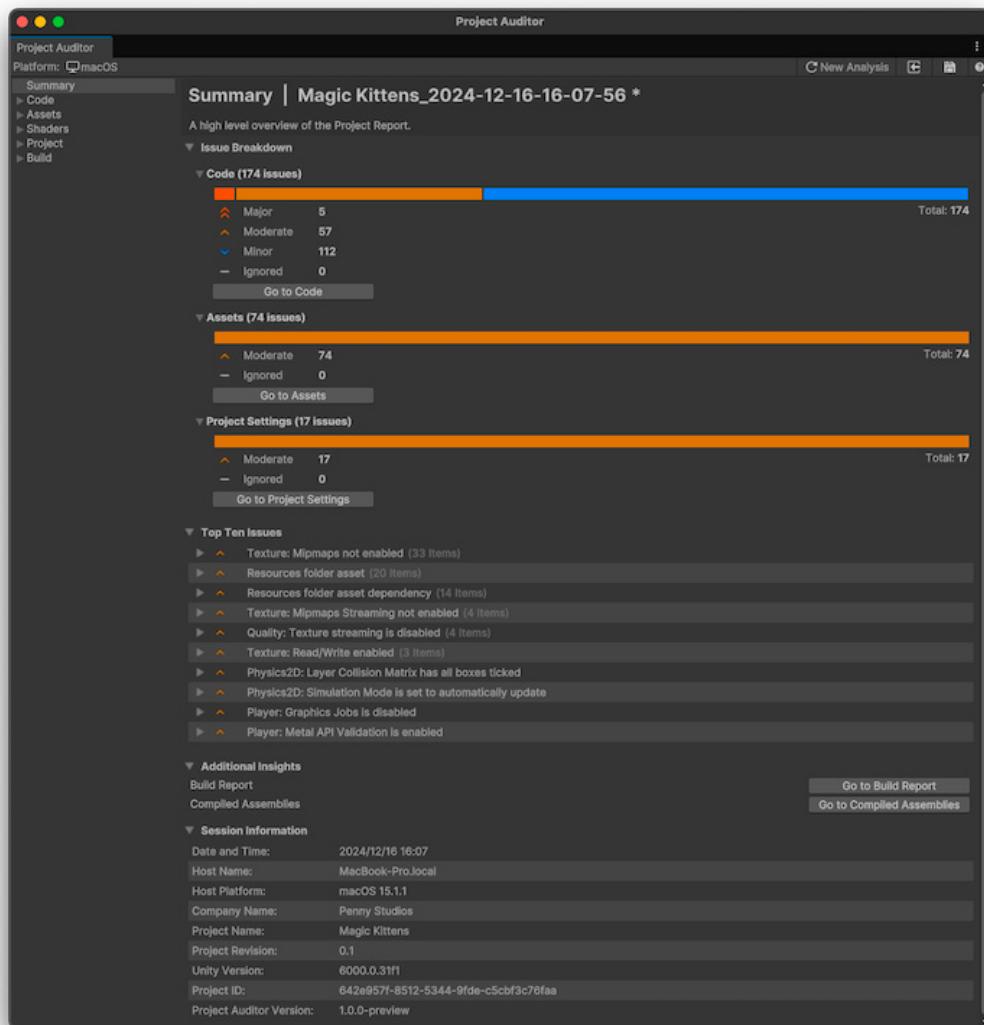 Project Auditor
Project Auditor
Platform: macOS
New Analysis
Summary
Code
Assets
Shaders
Project
Build
Summary | Magic Kittens_2024-12-16-16-07-56 *
A high level overview of the Project Report.
Issue Breakdown
Code (174 issues)
Major 5 Total: 174
Moderate 57
Minor 112
Ignored 0
Go to Code
Assets (74 issues)
Moderate 74 Total: 74
Ignored 0
Go to Assets
Project Settings (17 issues)
Moderate 17 Total: 17
Ignored 0
Go to Project Settings
Top Ten Issues
Texture: Mipmaps not enabled (33 Items)
Resources folder asset (20 Items)
Resources folder asset dependency (14 Items)
Texture: Mipmaps Streaming not enabled (4 Items)
Quality: Texture streaming is disabled (4 Items)
Texture: Read/Write enabled (3 Items)
Physics2D: Layer Collision Matrix has all boxes ticked
Physics2D: Simulation Mode is set to automatically update
Player: Graphics Jobs is disabled
Player: Metal API Validation is enabled
Additional Insights
Build Report Go to Build Report
Compiled Assemblies Go to Compiled Assemblies
Session Information
Date and Time: 2024/12/16 16:07
Host Name: MacBook-Pro.local
Host Platform: macOS 15.1.1
Company Name: Penny Studios
Project Name: Magic Kittens
Project Revision: 0.1
Unity Version: 6000.0.31f1
Project ID: 642e957f-8512-5344-9fde-c5cbf3c76faa
Project Auditor Version: 1.0.0-preview